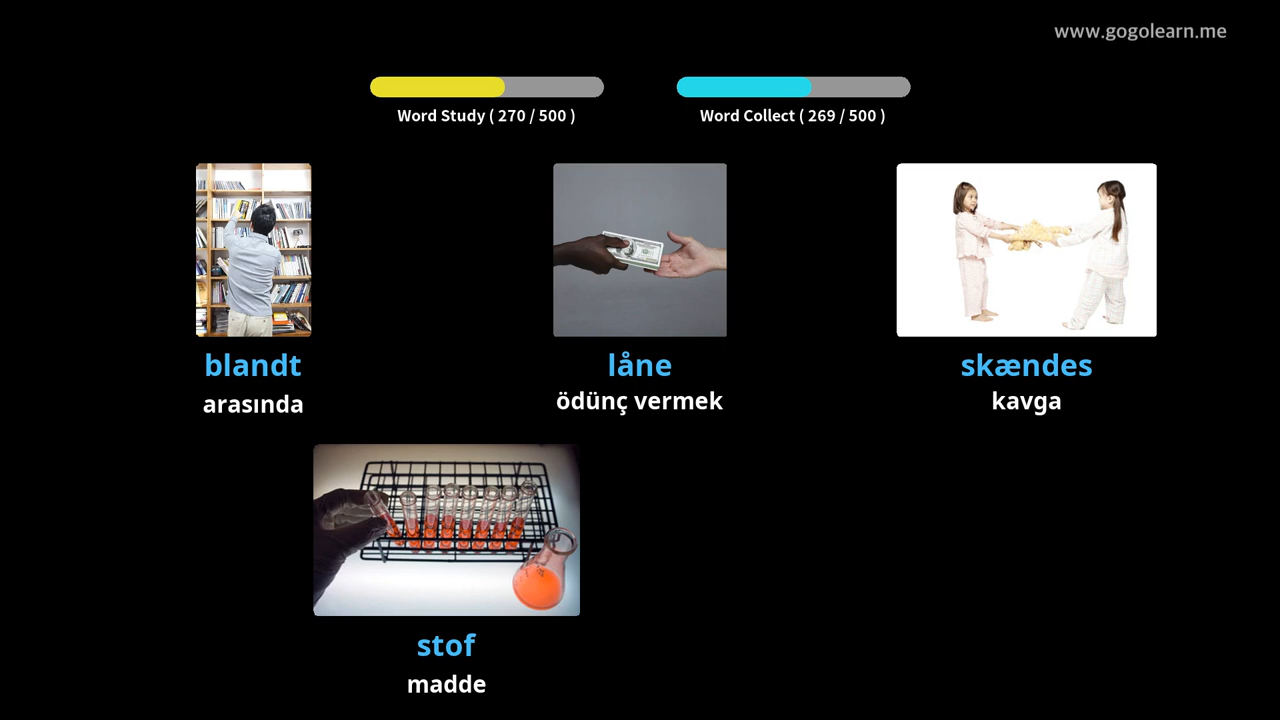 www.gogolearn.me
Word Study ( 270 / 500 )
Word Collect ( 269 / 500 )
blandt
arasında
låne
ödünç vermek
skændes
kavga
stof
madde